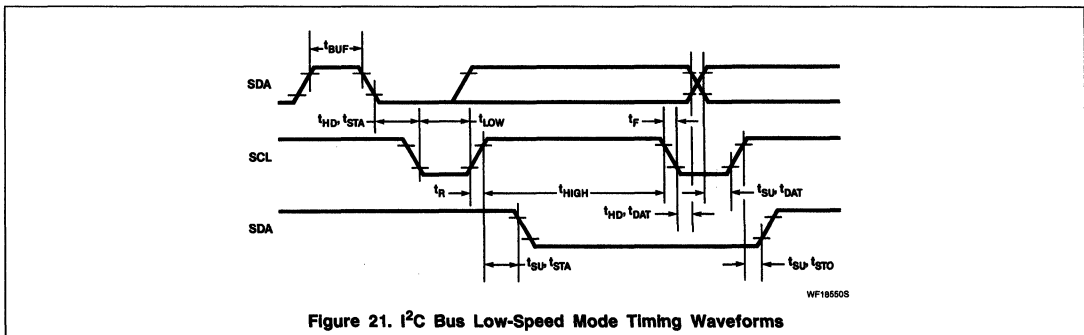 tBUF
SDA
tHD, tSTA
tLOW
tF
SCL
tR
tHIGH
tSU, tDAT
tHD, tDAT
SDA
tSU, tSTA
tSU, tSTO
WF18550S
Figure 21. I²C Bus Low-Speed Mode Timing Waveforms